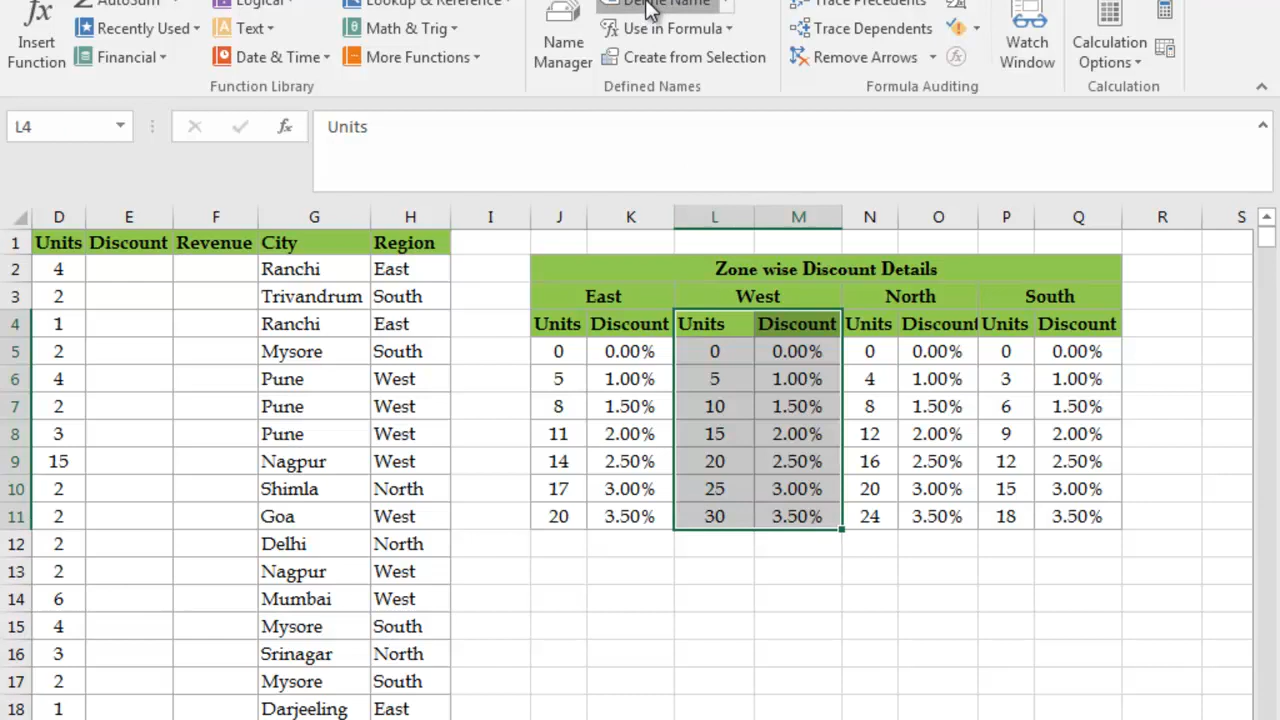 AutoSum Logical Lookup & Reference Define Name Trace Precedents
fx Recently Used Text Math & Trig Use in Formula Trace Dependents
Insert Function Financial Date & Time More Functions Name Manager Create from Selection Remove Arrows Watch Window Calculation Options
Function Library Defined Names Formula Auditing Calculation
L4 fx Units
D E F G H I J K L M N O P Q R S
1 Units Discount Revenue City Region
2 4 Ranchi East Zone wise Discount Details
3 2 Trivandrum South East West North South
4 1 Ranchi East Units Discount Units Discount Units Discount Units Discount
5 2 Mysore South 0 0.00% 0 0.00% 0 0.00% 0 0.00%
6 4 Pune West 5 1.00% 5 1.00% 4 1.00% 3 1.00%
7 2 Pune West 8 1.50% 10 1.50% 8 1.50% 6 1.50%
8 3 Pune West 11 2.00% 15 2.00% 12 2.00% 9 2.00%
9 15 Nagpur West 14 2.50% 20 2.50% 16 2.50% 12 2.50%
10 2 Shimla North 17 3.00% 25 3.00% 20 3.00% 15 3.00%
11 2 Goa West 20 3.50% 30 3.50% 24 3.50% 18 3.50%
12 2 Delhi North
13 2 Nagpur West
14 6 Mumbai West
15 4 Mysore South
16 3 Srinagar North
17 2 Mysore South
18 1 Darjeeling East